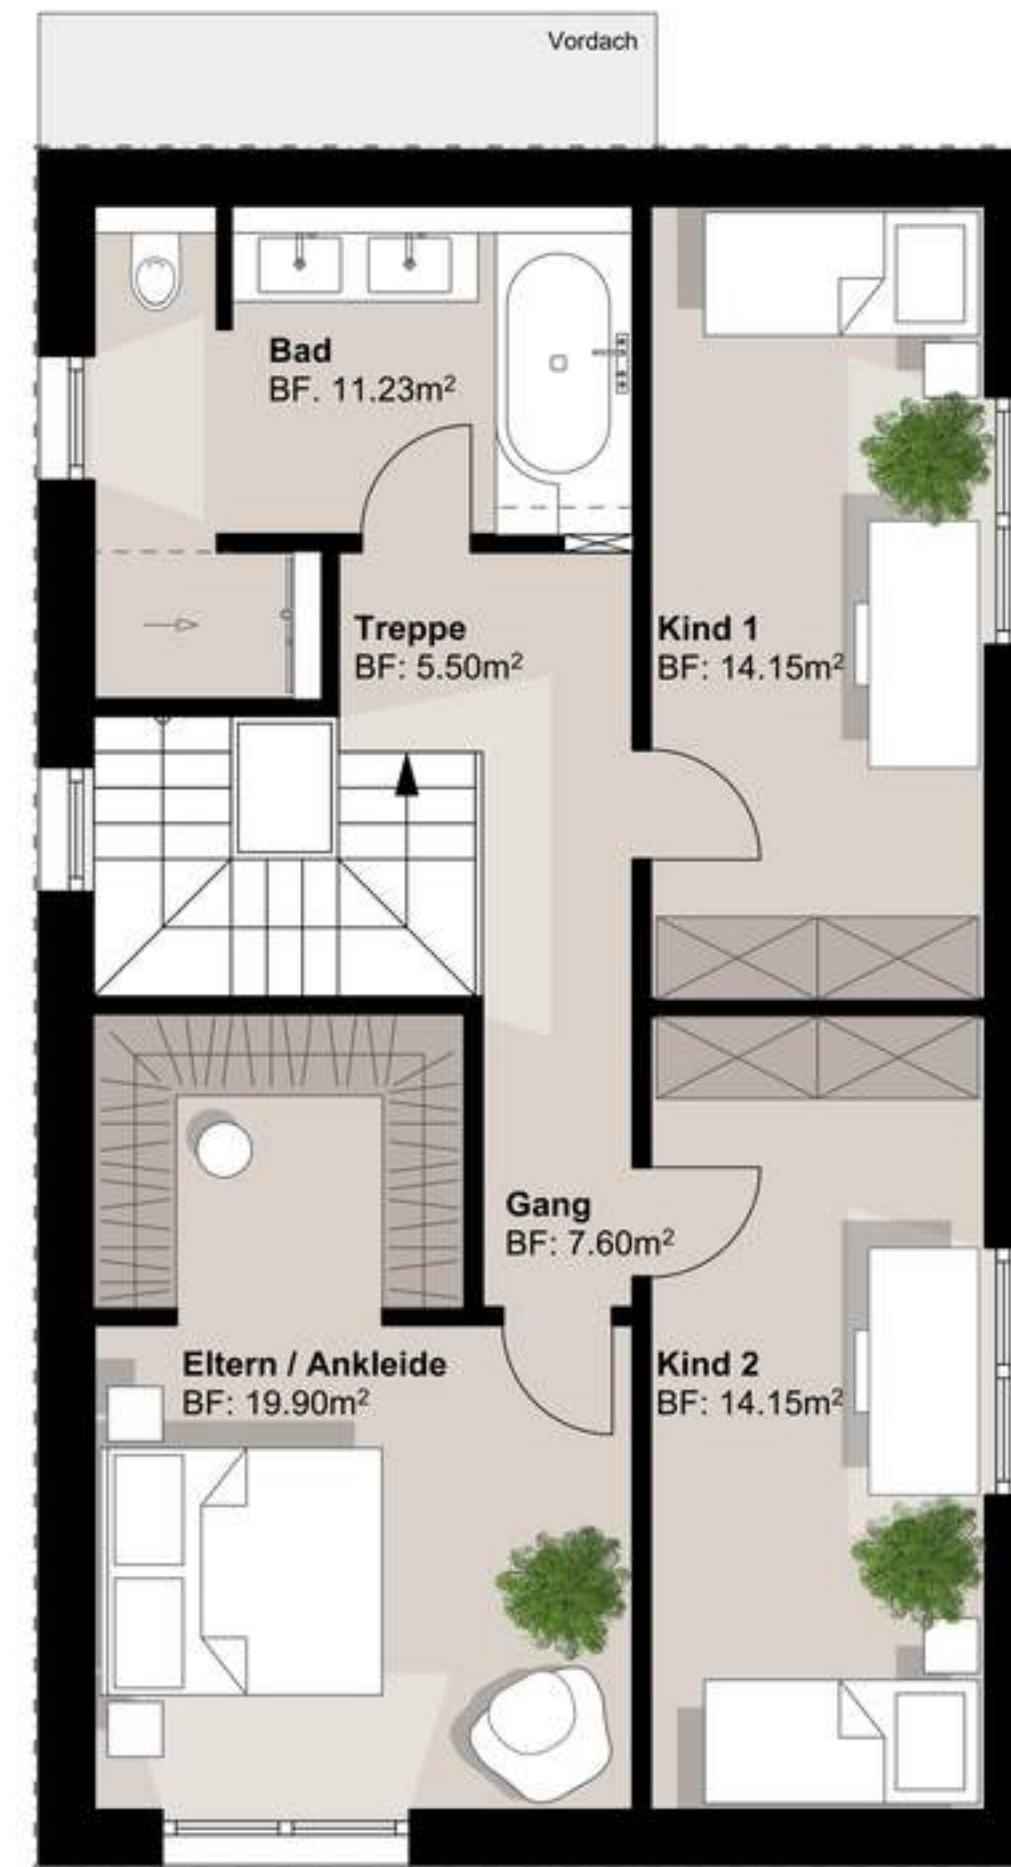 Vordach
Bad
BF. 11.23m²
Treppe
BF: 5.50m²
Kind 1
BF: 14.15m²
Gang
BF: 7.60m²
Eltern / Ankleide
BF: 19.90m²
Kind 2
BF: 14.15m²